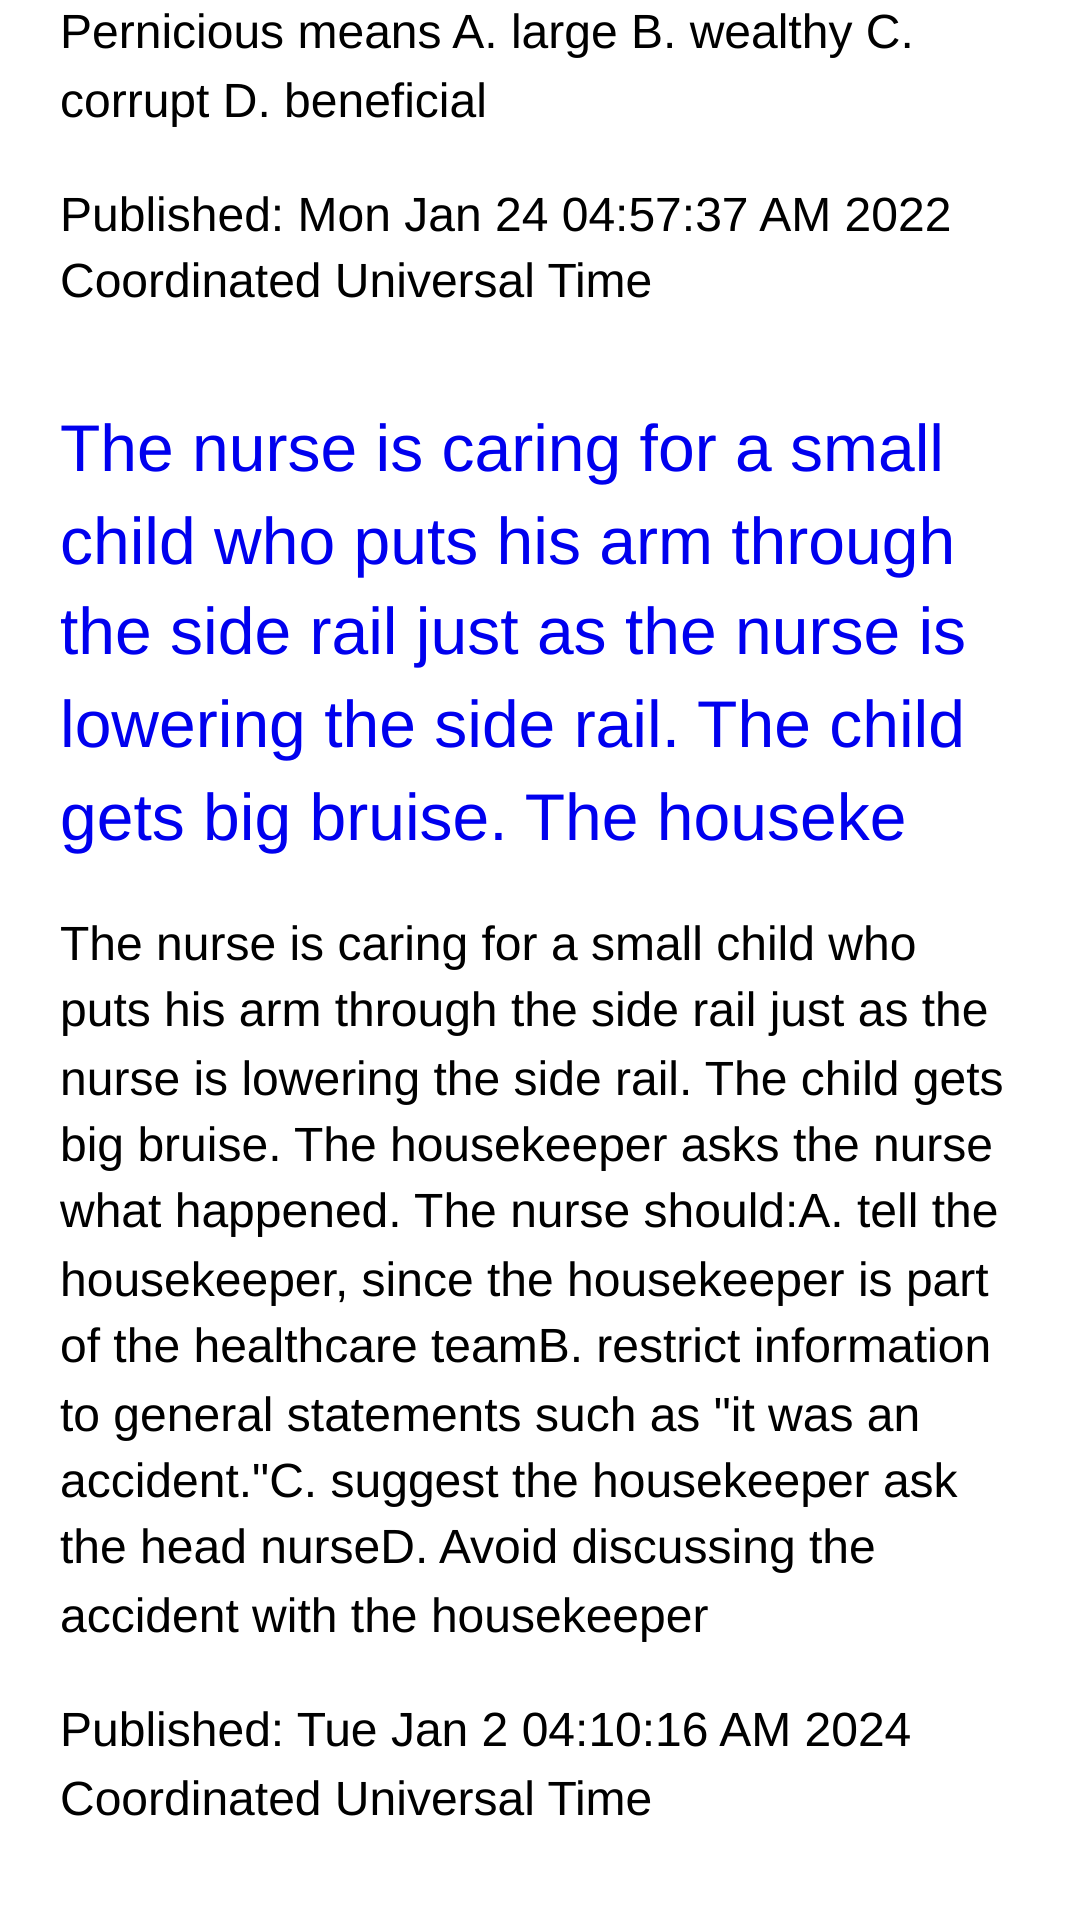 Pernicious means A. large B. wealthy C.
corrupt D. beneficial
Published: Mon Jan 24 04:57:37 AM 2022
Coordinated Universal Time
The nurse is caring for a small
child who puts his arm through
the side rail just as the nurse is
lowering the side rail. The child
gets big bruise. The houseke
The nurse is caring for a small child who
puts his arm through the side rail just as the
nurse is lowering the side rail. The child gets
big bruise. The housekeeper asks the nurse
what happened. The nurse should:A. tell the
housekeeper, since the housekeeper is part
of the healthcare teamB. restrict information
to general statements such as "it was an
accident."C. suggest the housekeeper ask
the head nurseD. Avoid discussing the
accident with the housekeeper
Published: Tue Jan 2 04:10:16 AM 2024
Coordinated Universal Time